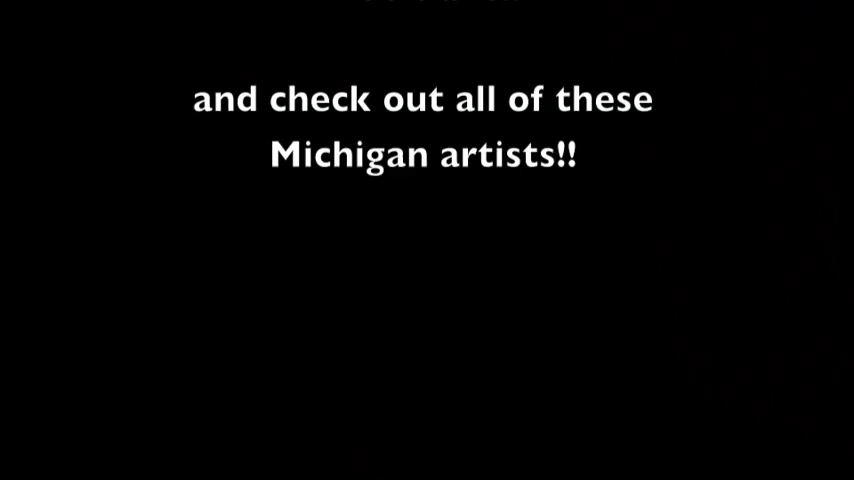 and check out all of these
Michigan artists!!